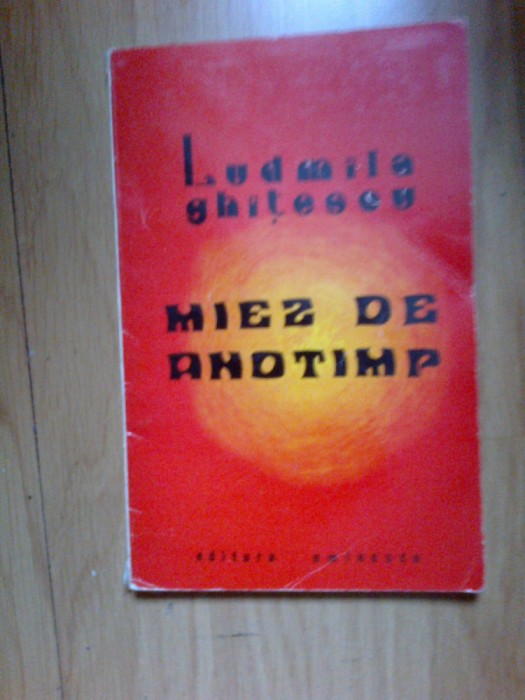 Ludmila
ghițescu
MIEZ DE
ANOTIMP
editura eminescu